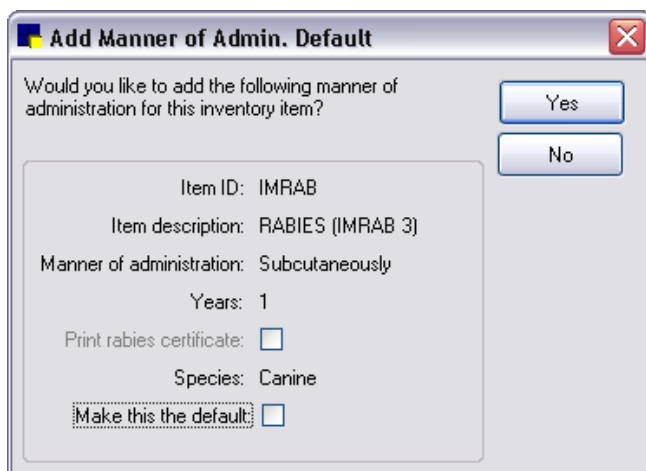 Add Manner of Admin. Default
Would you like to add the following manner of
administration for this inventory item?
Yes
No
Item ID: IMRAB
Item description: RABIES (IMRAB 3)
Manner of administration: Subcutaneously
Years: 1
Print rabies certificate:
Species: Canine
Make this the default: